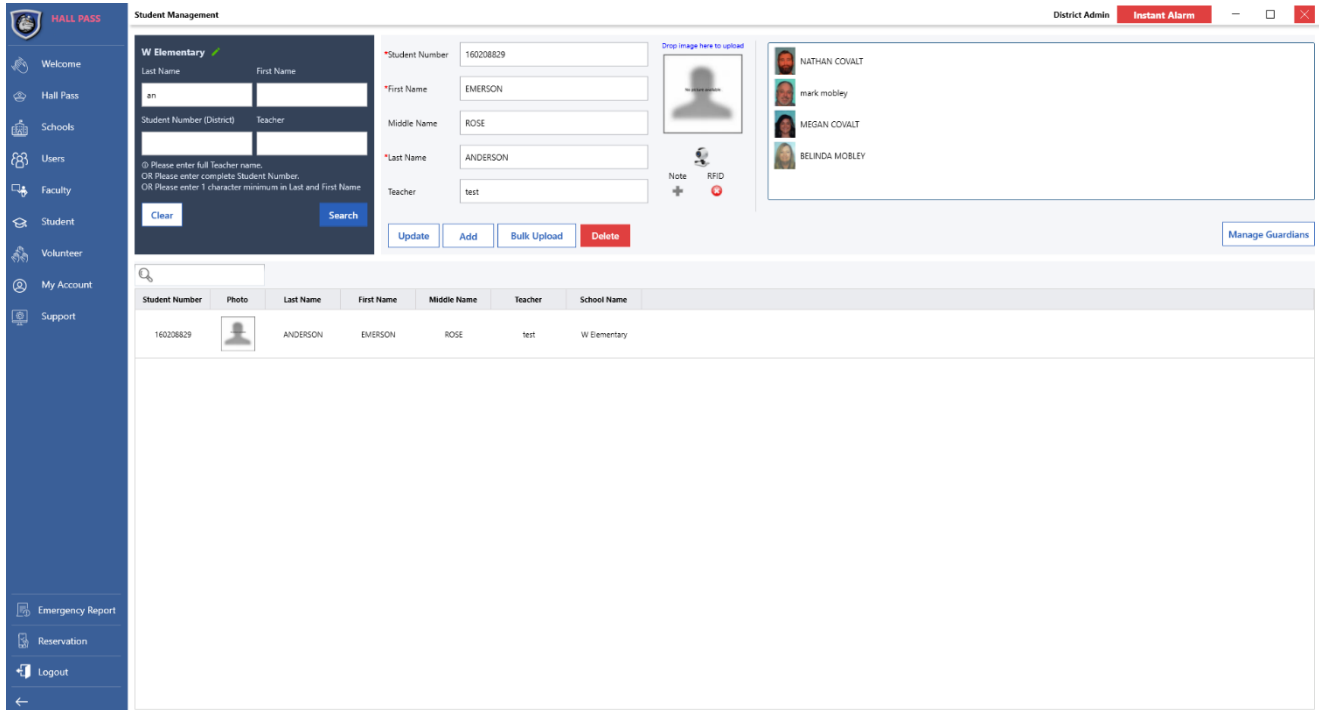 HALL PASS
Welcome
Hall Pass
Schools
Users
Faculty
Student
Volunteer
My Account
Support
Emergency Report
Reservation
Logout
Student Management
District Admin
Instant Alarm
W Elementary
Last Name First Name
an
Student Number (District) Teacher
Please enter full Teacher name.
OR Please enter complete Student Number.
OR Please enter 1 character minimum in Last and First Name
Clear Search
*Student Number 160208829
*First Name EMERSON
Middle Name ROSE
*Last Name ANDERSON
Teacher test
Update Add Bulk Upload Delete
Drop image here to upload
Note RFID
NATHAN COVALT
mark mobley
MEGAN COVALT
BELINDA MOBLEY
Manage Guardians
Student Number Photo Last Name First Name Middle Name Teacher School Name
160208829 ANDERSON EMERSON ROSE test W Elementary